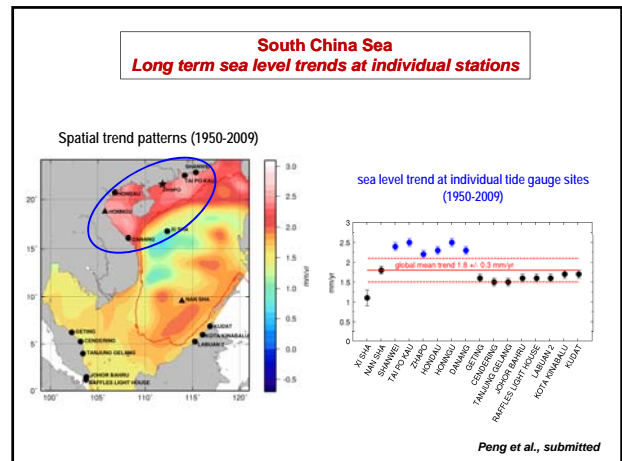 South China Sea
Long term sea level trends at individual stations
Spatial trend patterns (1950-2009)
SHANWEI
TAI PO KAU
HONDAU
ZHAPO
HONNGU
DANANG
XI SHA
NAN SHA
GETING
CENDERING
TANJUNG GELANG
KUDAT
KOTA KINABALU
LABUAN 2
JOHOR BAHRU
RAFFLES LIGHT HOUSE
20˚
15˚
10˚
5˚
0˚
100˚ 105˚ 110˚ 115˚
3.0
2.5
2.0
1.5
1.0
0.5
0.0
-0.5
mm/yr
sea level trend at individual tide gauge sites
(1950-2009)
3
2.5
2
1.5
1
0.5
0
mm/yr
global mean trend 1.8 +/- 0.3 mm/yr
XI SHA
NAN SHA
SHANWEI
TAI PO KAU
ZHAPO
HONDAU
HONNGU
DANANG
GETING
CENDERING
TANJUNG GELANG
JOHOR BAHRU
RAFFLES LIGHT HOUSE
LABUAN 2
KOTA KINABALU
KUDAT
Peng et al., submitted